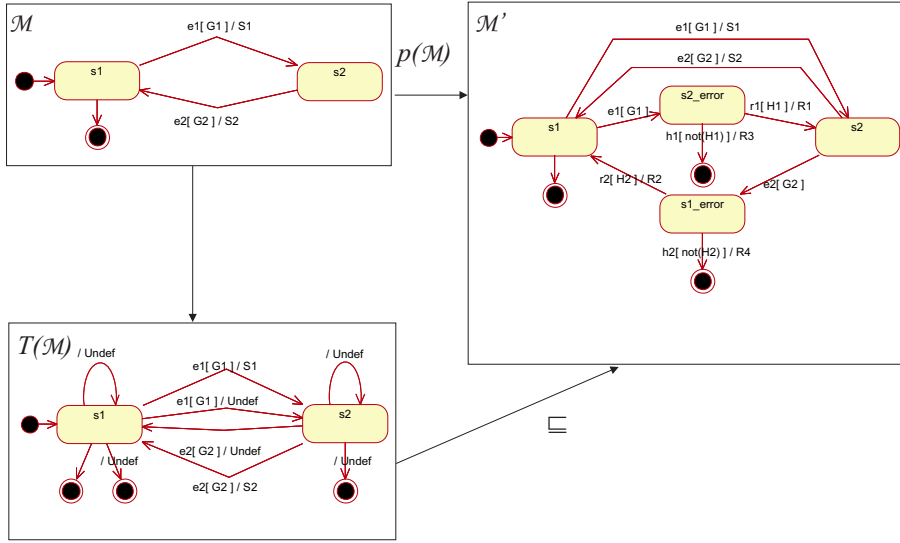 M
e1[ G1 ] / S1
s1
s2
e2[ G2 ] / S2
p(M)
M'
e1[ G1 ] / S1
e2[ G2 ] / S2
s2_error
e1[ G1 ]
r1[ H1 ] / R1
s1
s2
h1[ not(H1) ] / R3
r2[ H2 ] / R2
e2[ G2 ]
s1_error
h2[ not(H2) ] / R4
T(M)
/ Undef
/ Undef
e1[ G1 ] / S1
e1[ G1 ] / Undef
s1
s2
e2[ G2 ] / Undef
/ Undef
/ Undef
e2[ G2 ] / S2
⊑